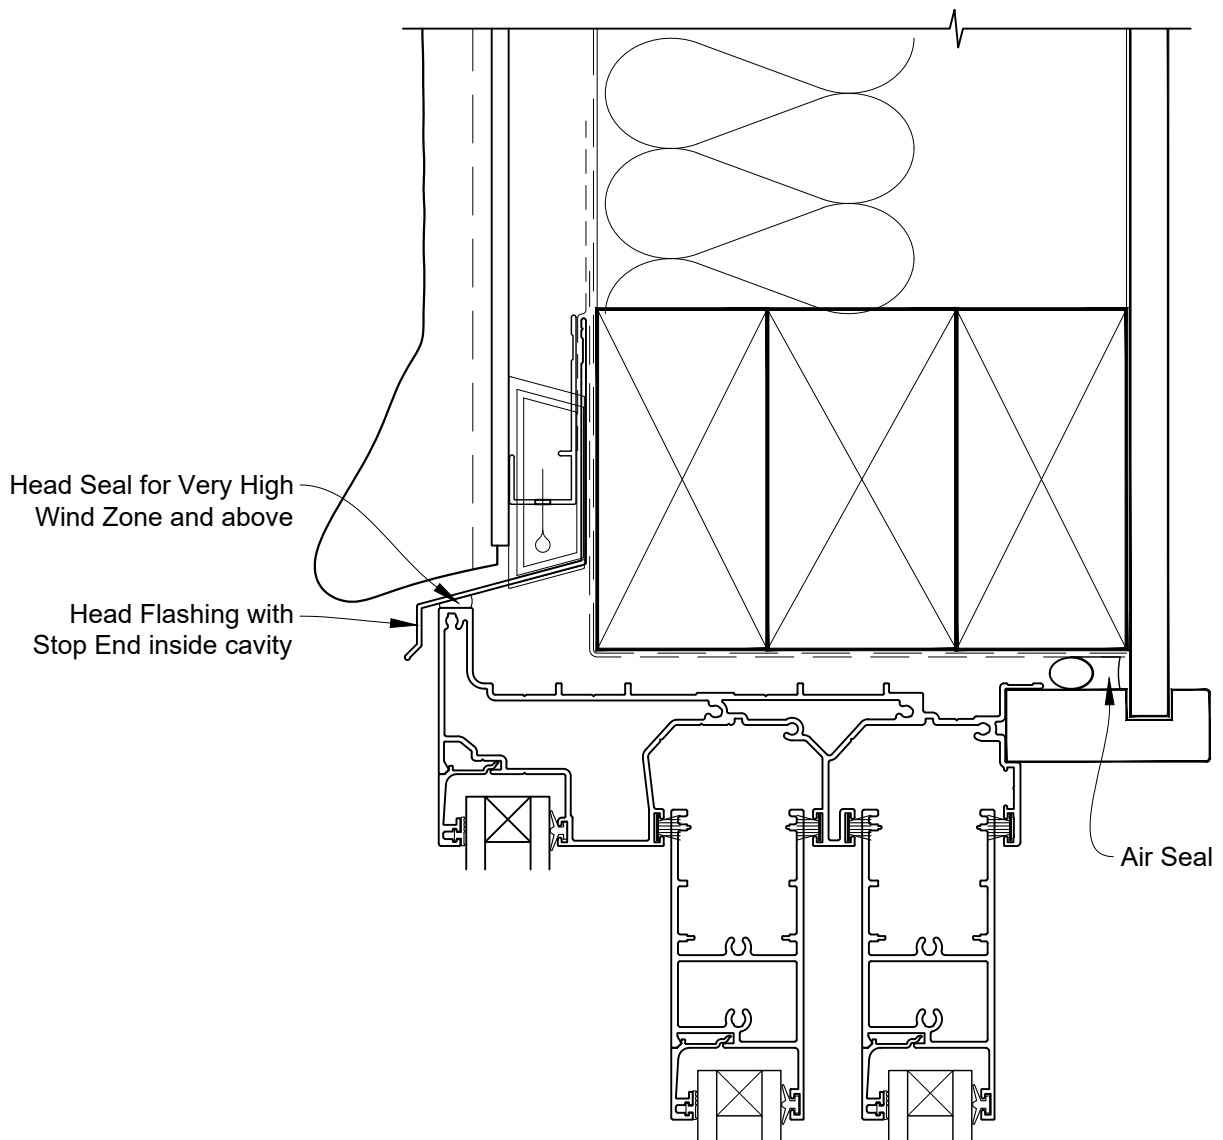 Head Seal for Very High
Wind Zone and above
Head Flashing with
Stop End inside cavity
Air Seal